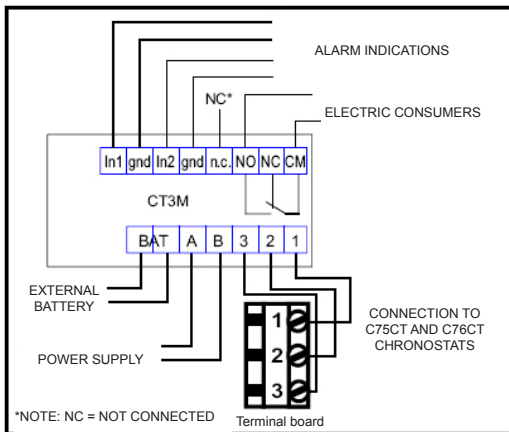 ALARM INDICATIONS
NC*
ELECTRIC CONSUMERS
In1 gnd In2 gnd n.c. NO NC CM
CT3M
BAT A B 3 2 1
EXTERNAL
BATTERY
POWER SUPPLY
1
2
3
CONNECTION TO
C75CT AND C76CT
CHRONOSTATS
*NOTE: NC = NOT CONNECTED
Terminal board